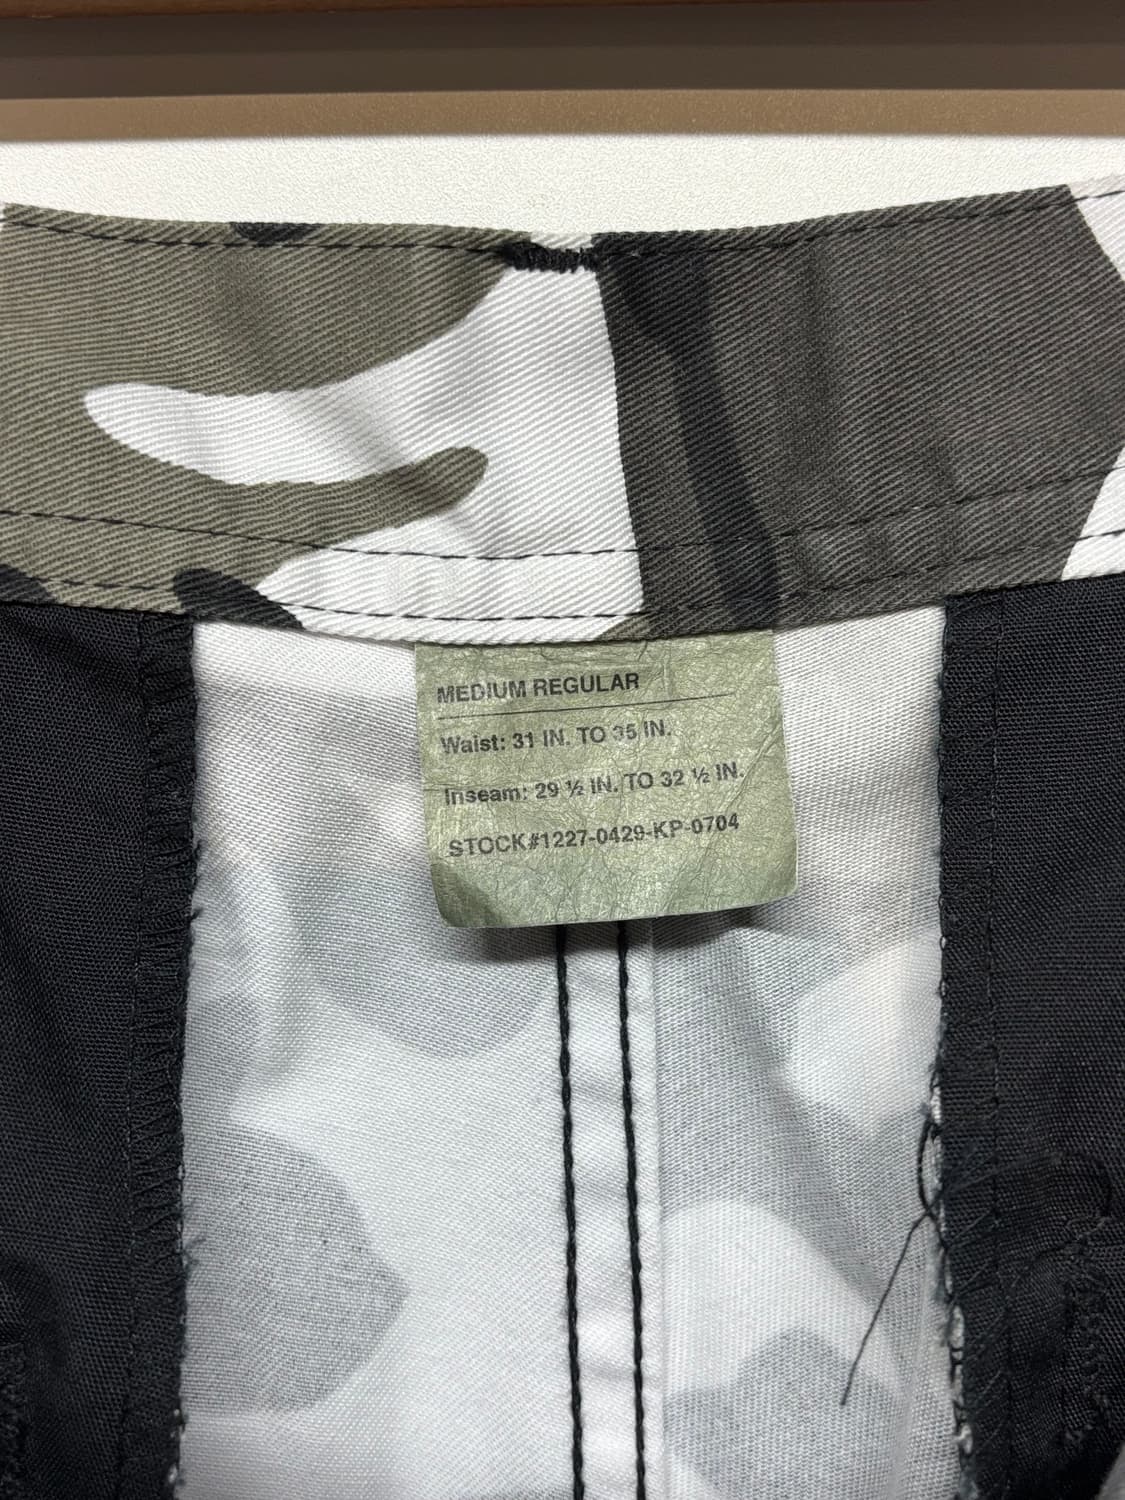 MEDIUM REGULAR
Waist: 31 IN. TO 35 IN.
Inseam: 29 ½ IN. TO 32 ½ IN.
STOCK#1227-0429-KP-0704